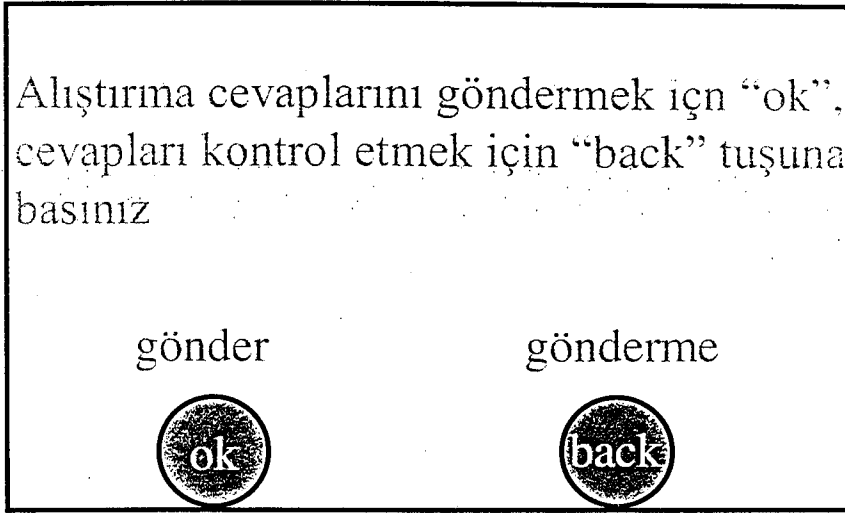 Alıştırma cevaplarını göndermek içn “ok”,
cevapları kontrol etmek için “back” tuşuna
basınız
gönder gönderme
ok back